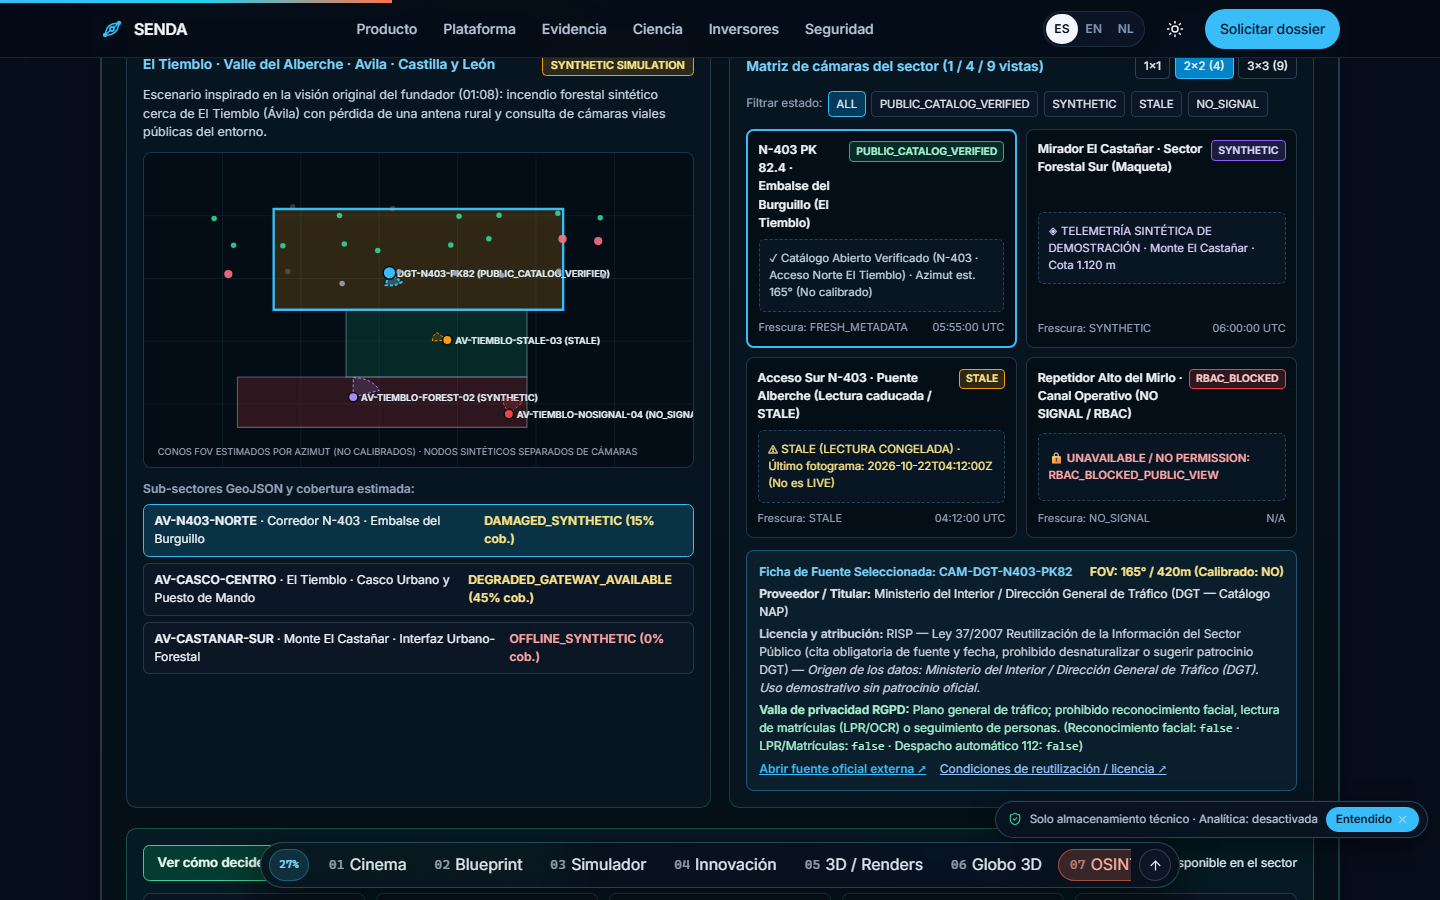 SENDA
Producto
Plataforma
Evidencia
Ciencia
Inversores
Seguridad
ES EN NL
Solicitar dossier
El Tiemblo · Valle del Alberche · Avila · Castilla y León
SYNTHETIC SIMULATION
Escenario inspirado en la visión original del fundador (01:08): incendio forestal sintético
cerca de El Tiemblo (Ávila) con pérdida de una antena rural y consulta de cámaras viales
públicas del entorno.
DGT-N403-PK82 (PUBLIC_CATALOG_VERIFIED)
AV-TIEMBLO-STALE-03 (STALE)
AV-TIEMBLO-FOREST-02 (SYNTHETIC)
AV-TIEMBLO-NOSIGNAL-04 (NO_SIGNA
CONOS FOV ESTIMADOS POR AZIMUT (NO CALIBRADOS) · NODOS SINTÉTICOS SEPARADOS DE CÁMARAS
Sub-sectores GeoJSON y cobertura estimada:
AV-N403-NORTE · Corredor N-403 · Embalse del
Burguillo
DAMAGED_SYNTHETIC (15%
cob.)
AV-CASCO-CENTRO · El Tiemblo · Casco Urbano y
Puesto de Mando
DEGRADED_GATEWAY_AVAILABLE
(45% cob.)
AV-CASTANAR-SUR · Monte El Castañar · Interfaz Urbano-
Forestal
OFFLINE_SYNTHETIC (0%
cob.)
Matriz de cámaras del sector (1 / 4 / 9 vistas)
1×1
2×2 (4)
3×3 (9)
Filtrar estado:
ALL
PUBLIC_CATALOG_VERIFIED
SYNTHETIC
STALE
NO_SIGNAL
N-403 PK
82.4 ·
Embalse del
Burguillo (El
Tiemblo)
PUBLIC_CATALOG_VERIFIED
✓ Catálogo Abierto Verificado (N-403 ·
Acceso Norte El Tiemblo) · Azimut est.
165° (No calibrado)
Frescura: FRESH_METADATA
05:55:00 UTC
Mirador El Castañar · Sector
Forestal Sur (Maqueta)
SYNTHETIC
◈ TELEMETRÍA SINTÉTICA DE
DEMOSTRACIÓN · Monte El Castañar ·
Cota 1.120 m
Frescura: SYNTHETIC
06:00:00 UTC
Acceso Sur N-403 · Puente
Alberche (Lectura caducada /
STALE)
STALE
⚠ STALE (LECTURA CONGELADA) ·
Último fotograma: 2026-10-22T04:12:00Z
(No es LIVE)
Frescura: STALE
04:12:00 UTC
Repetidor Alto del Mirlo ·
Canal Operativo (NO
SIGNAL / RBAC)
RBAC_BLOCKED
🔒 UNAVAILABLE / NO PERMISSION:
RBAC_BLOCKED_PUBLIC_VIEW
Frescura: NO_SIGNAL
N/A
Ficha de Fuente Seleccionada: CAM-DGT-N403-PK82
FOV: 165° / 420m (Calibrado: NO)
Proveedor / Titular: Ministerio del Interior / Dirección General de Tráfico (DGT — Catálogo
NAP)
Licencia y atribución: RISP — Ley 37/2007 Reutilización de la Información del Sector
Público (cita obligatoria de fuente y fecha, prohibido desnaturalizar o sugerir patrocinio
DGT) — Origen de los datos: Ministerio del Interior / Dirección General de Tráfico (DGT).
Uso demostrativo sin patrocinio oficial.
Valla de privacidad RGPD: Plano general de tráfico; prohibido reconocimiento facial, lectura
de matrículas (LPR/OCR) o seguimiento de personas. (Reconocimiento facial: false ·
LPR/Matrículas: false · Despacho automático 112: false)
Abrir fuente oficial externa ↗
Condiciones de reutilización / licencia ↗
Solo almacenamiento técnico · Analítica: desactivada
Entendido ×
Ver cómo decide
27%
01 Cinema
02 Blueprint
03 Simulador
04 Innovación
05 3D / Renders
06 Globo 3D
07 OSIN
↑
sponible en el sector